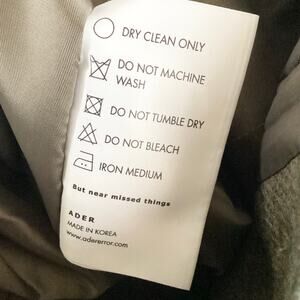 DRY CLEAN ONLY
DO NOT MACHINE
WASH
DO NOT TUMBLE DRY
DO NOT BLEACH
IRON MEDIUM
But near missed things
ADER
MADE IN KOREA
www.adererror.com